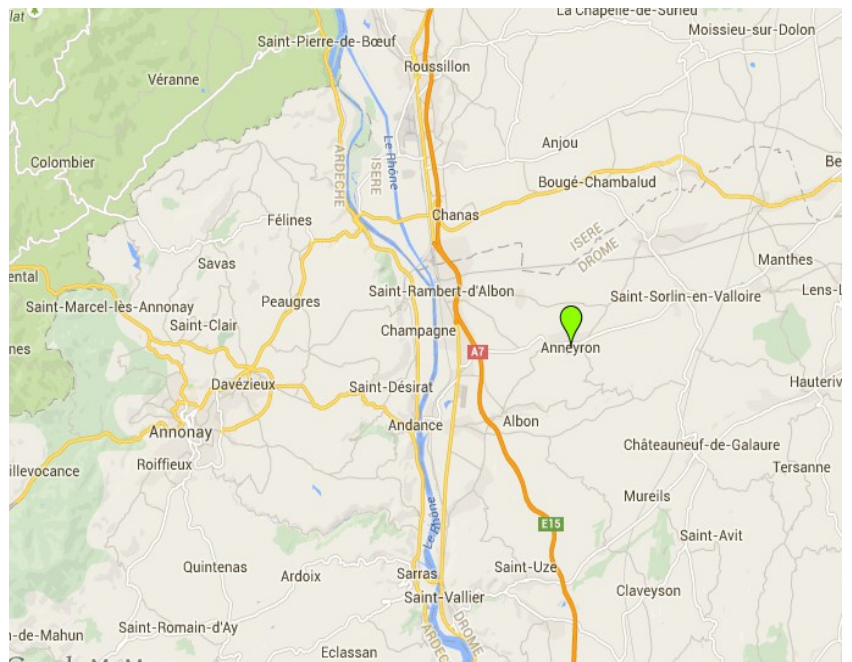 La Chapelle-de-Surieu
Moissieu-sur-Dolon
Saint-Pierre-de-Bœuf
Roussillon
Véranne
Le Rhône
Anjou
Colombier
ARDECHE
ISERE
Bougé-Chambalud
Be
Chanas
Félines
ISERE
DROME
Manthes
Savas
ental
Saint-Rambert-d'Albon
Saint-Sorlin-en-Valloire
Lens-L
Saint-Marcel-lès-Annonay
Peaugres
Saint-Clair
Champagne
nes
A7
Anneyron
Davézieux
Saint-Désirat
Hauteriv
Annonay
Andance
Albon
Châteauneuf-de-Galaure
Roiffieux
illevocance
Tersanne
Mureils
Le Rhône
E15
Saint-Avit
Quintenas
Ardoix
Sarras
Saint-Uze
Claveyson
Saint-Vallier
n-de-Mahun
Saint-Romain-d'Ay
DROME
ARDEC
Eclassan